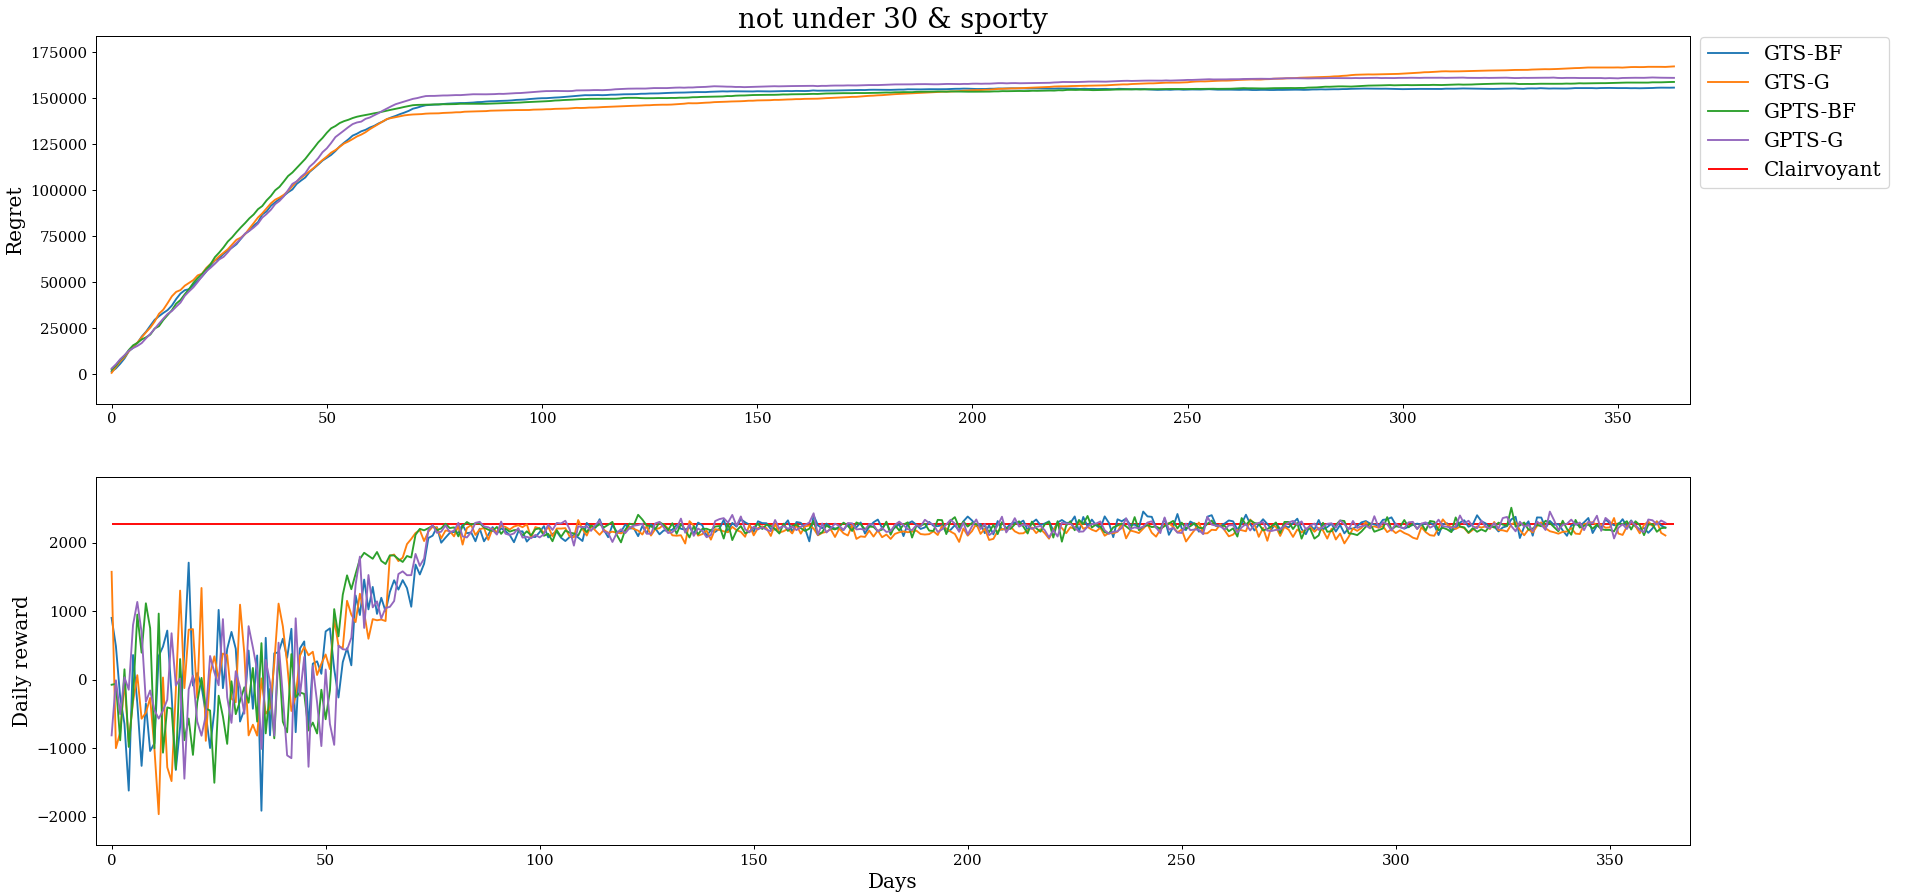 not under 30 & sporty
175000
150000
125000
100000
75000
50000
25000
0
Regret
0 50 100 150 200 250 300 350
GTS-BF
GTS-G
GPTS-BF
GPTS-G
Clairvoyant
2000
1000
0
−1000
−2000
Daily reward
0 50 100 150 200 250 300 350
Days